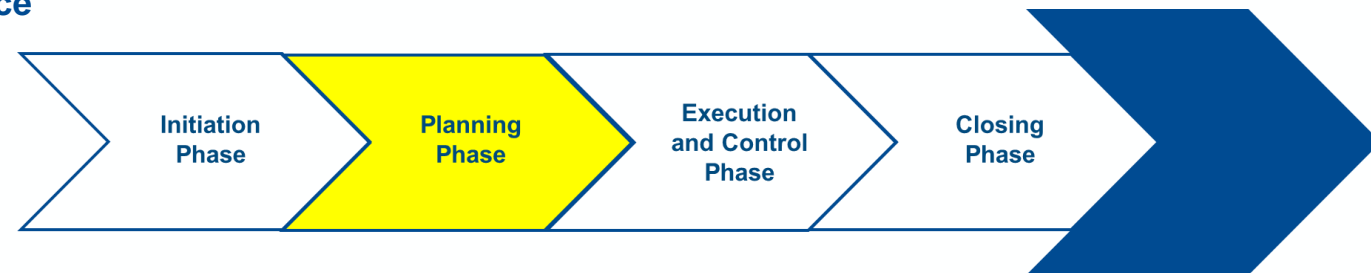 ce
Initiation
Phase
Planning
Phase
Execution
and Control
Phase
Closing
Phase